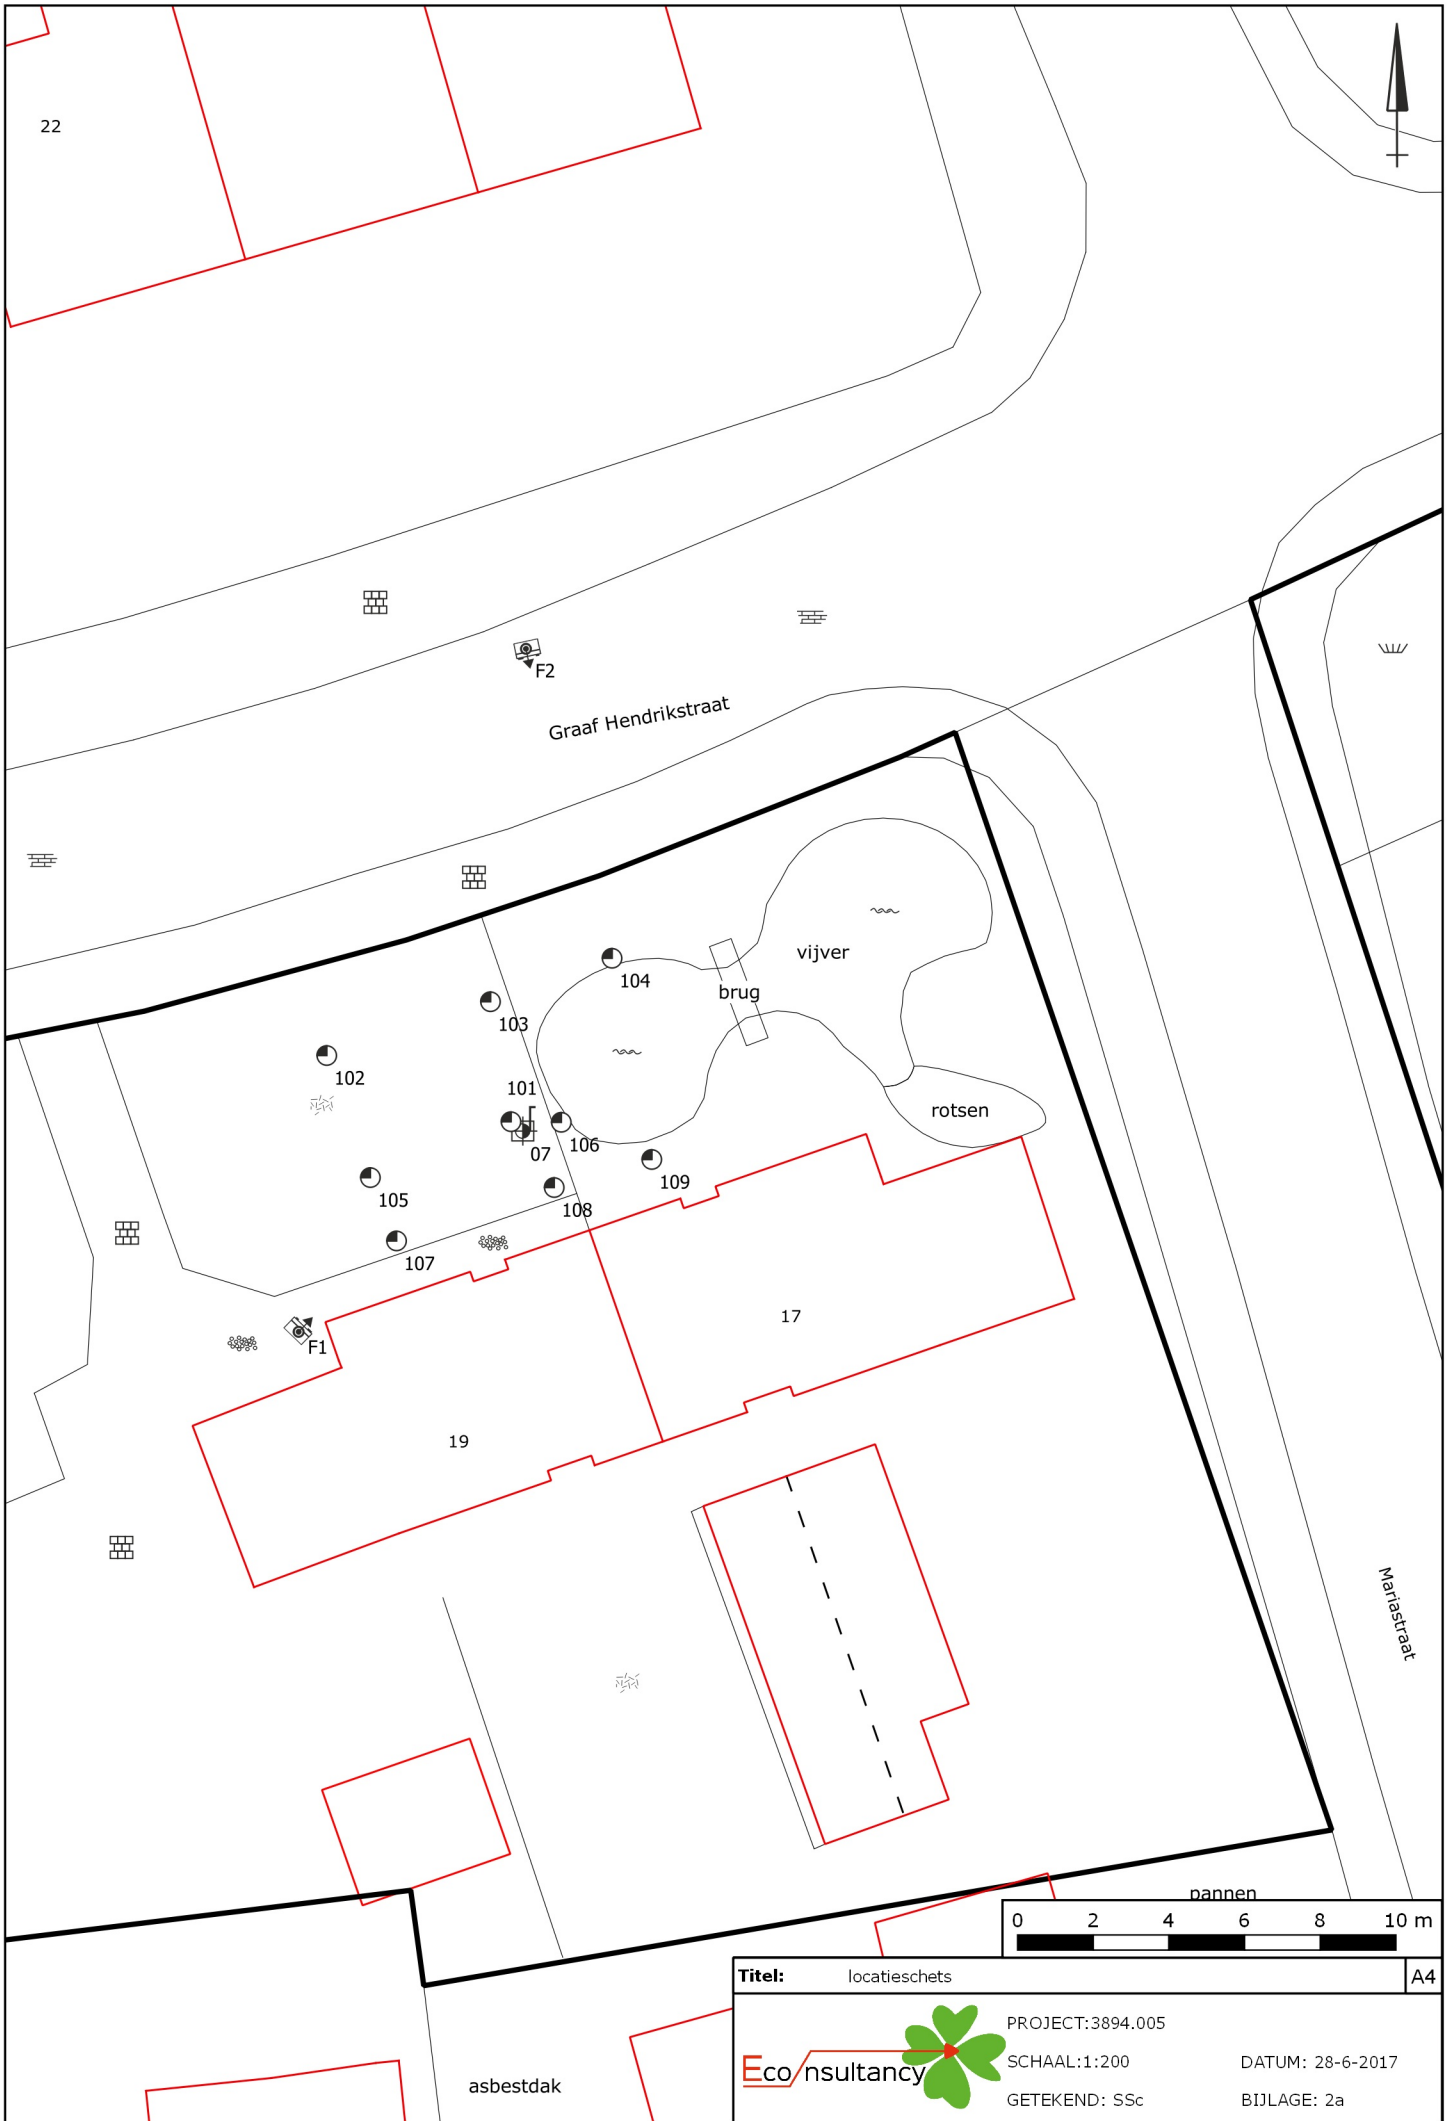 22
F2
Graaf Hendrikstraat
104
vijver
brug
103
102
101
rotsen
07
106
109
105
108
107
17
F1
19
Mariastraat
pannen
0 2 4 6 8 10 m
Titel: locatieschets A4
PROJECT:3894.005
Econsultancy
SCHAAL:1:200 DATUM: 28-6-2017
GETEKEND: SSc BIJLAGE: 2a
asbestdak